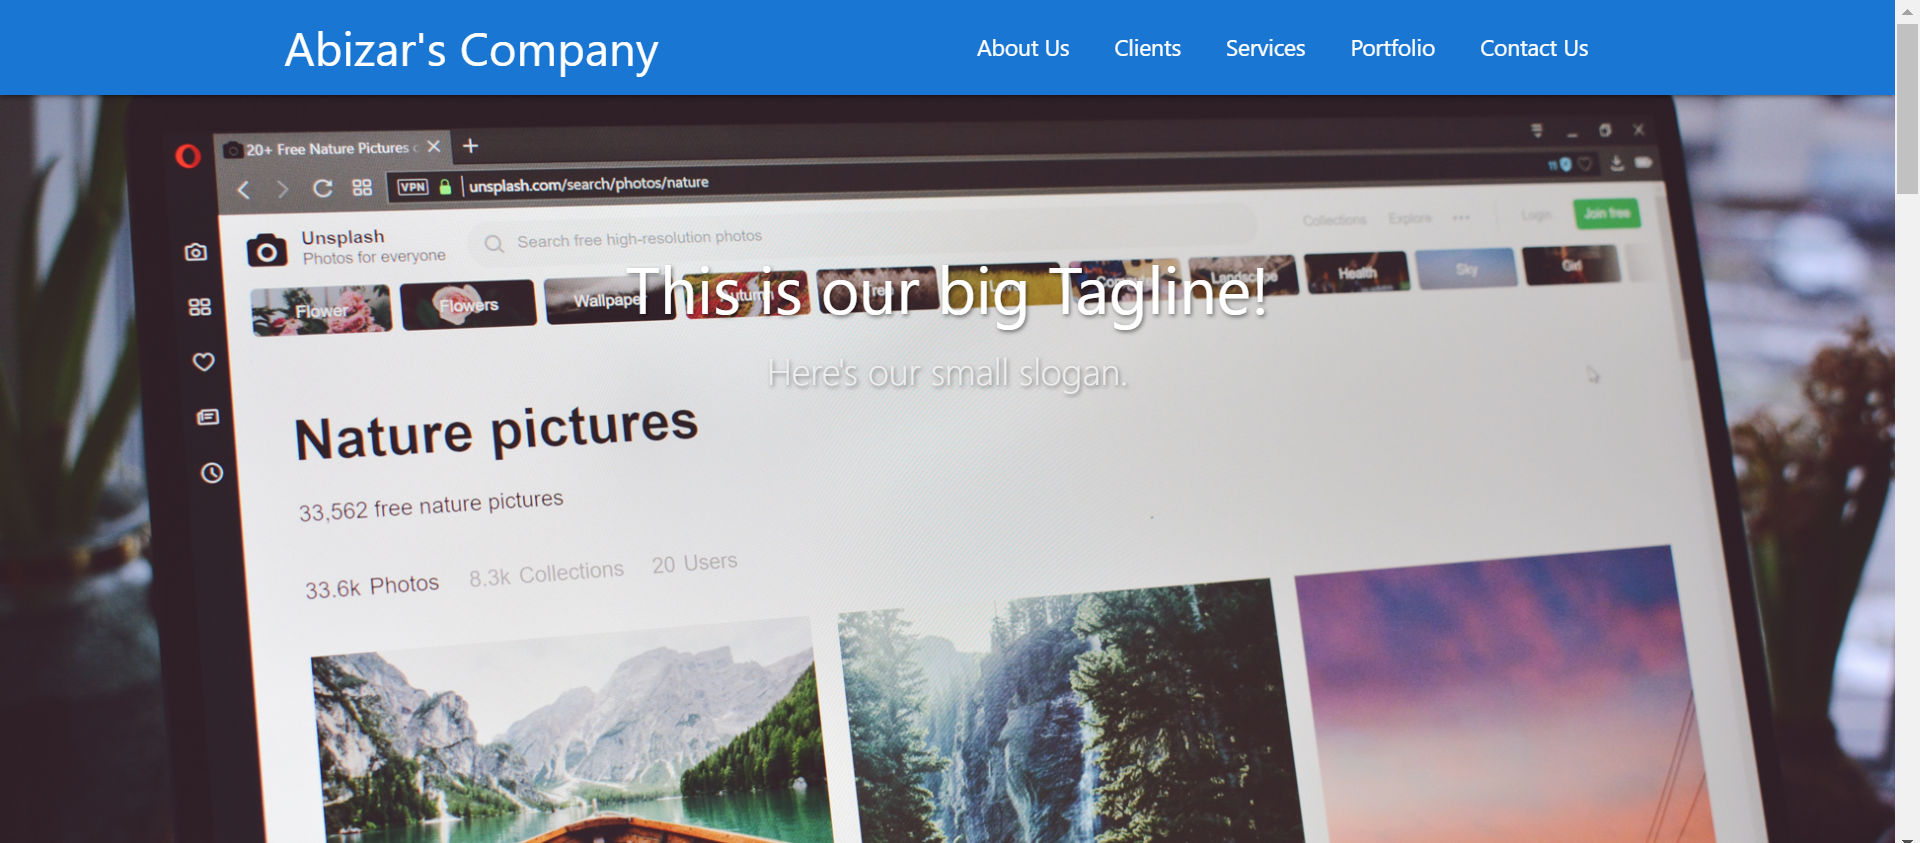 Abizar's Company
About Us Clients Services Portfolio Contact Us
20+ Free Nature Pictures
VPN unsplash.com/search/photos/nature
Unsplash
Photos for everyone
Search free high-resolution photos
Collections Explore ••• Login Join free
Flower Flowers Wallpaper Autumn Landscape Health Sky Girl
This is our big Tagline!
Here's our small slogan.
Nature pictures
33,562 free nature pictures
33.6k Photos 8.3k Collections 20 Users